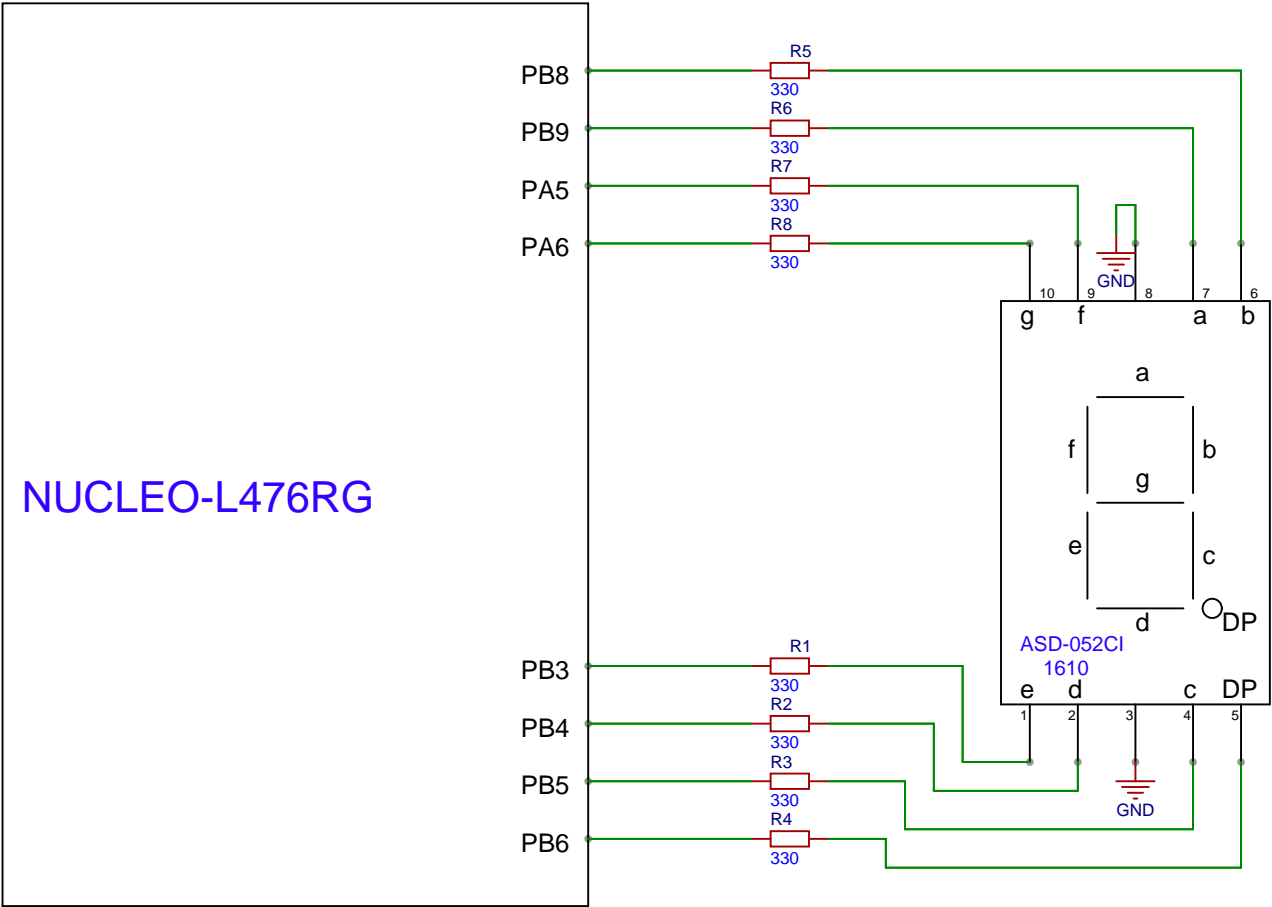 R5
PB8
330
R6
PB9
330
R7
PA5
330
R8
PA6
330
GND
10 9 8 7 6
g f a b
a
f b
g
NUCLEO-L476RG
e c
d DP
ASD-052CI
1610
e d c DP
1 2 3 4 5
R1
PB3
330
R2
PB4
330
R3
PB5
330
GND
R4
PB6
330